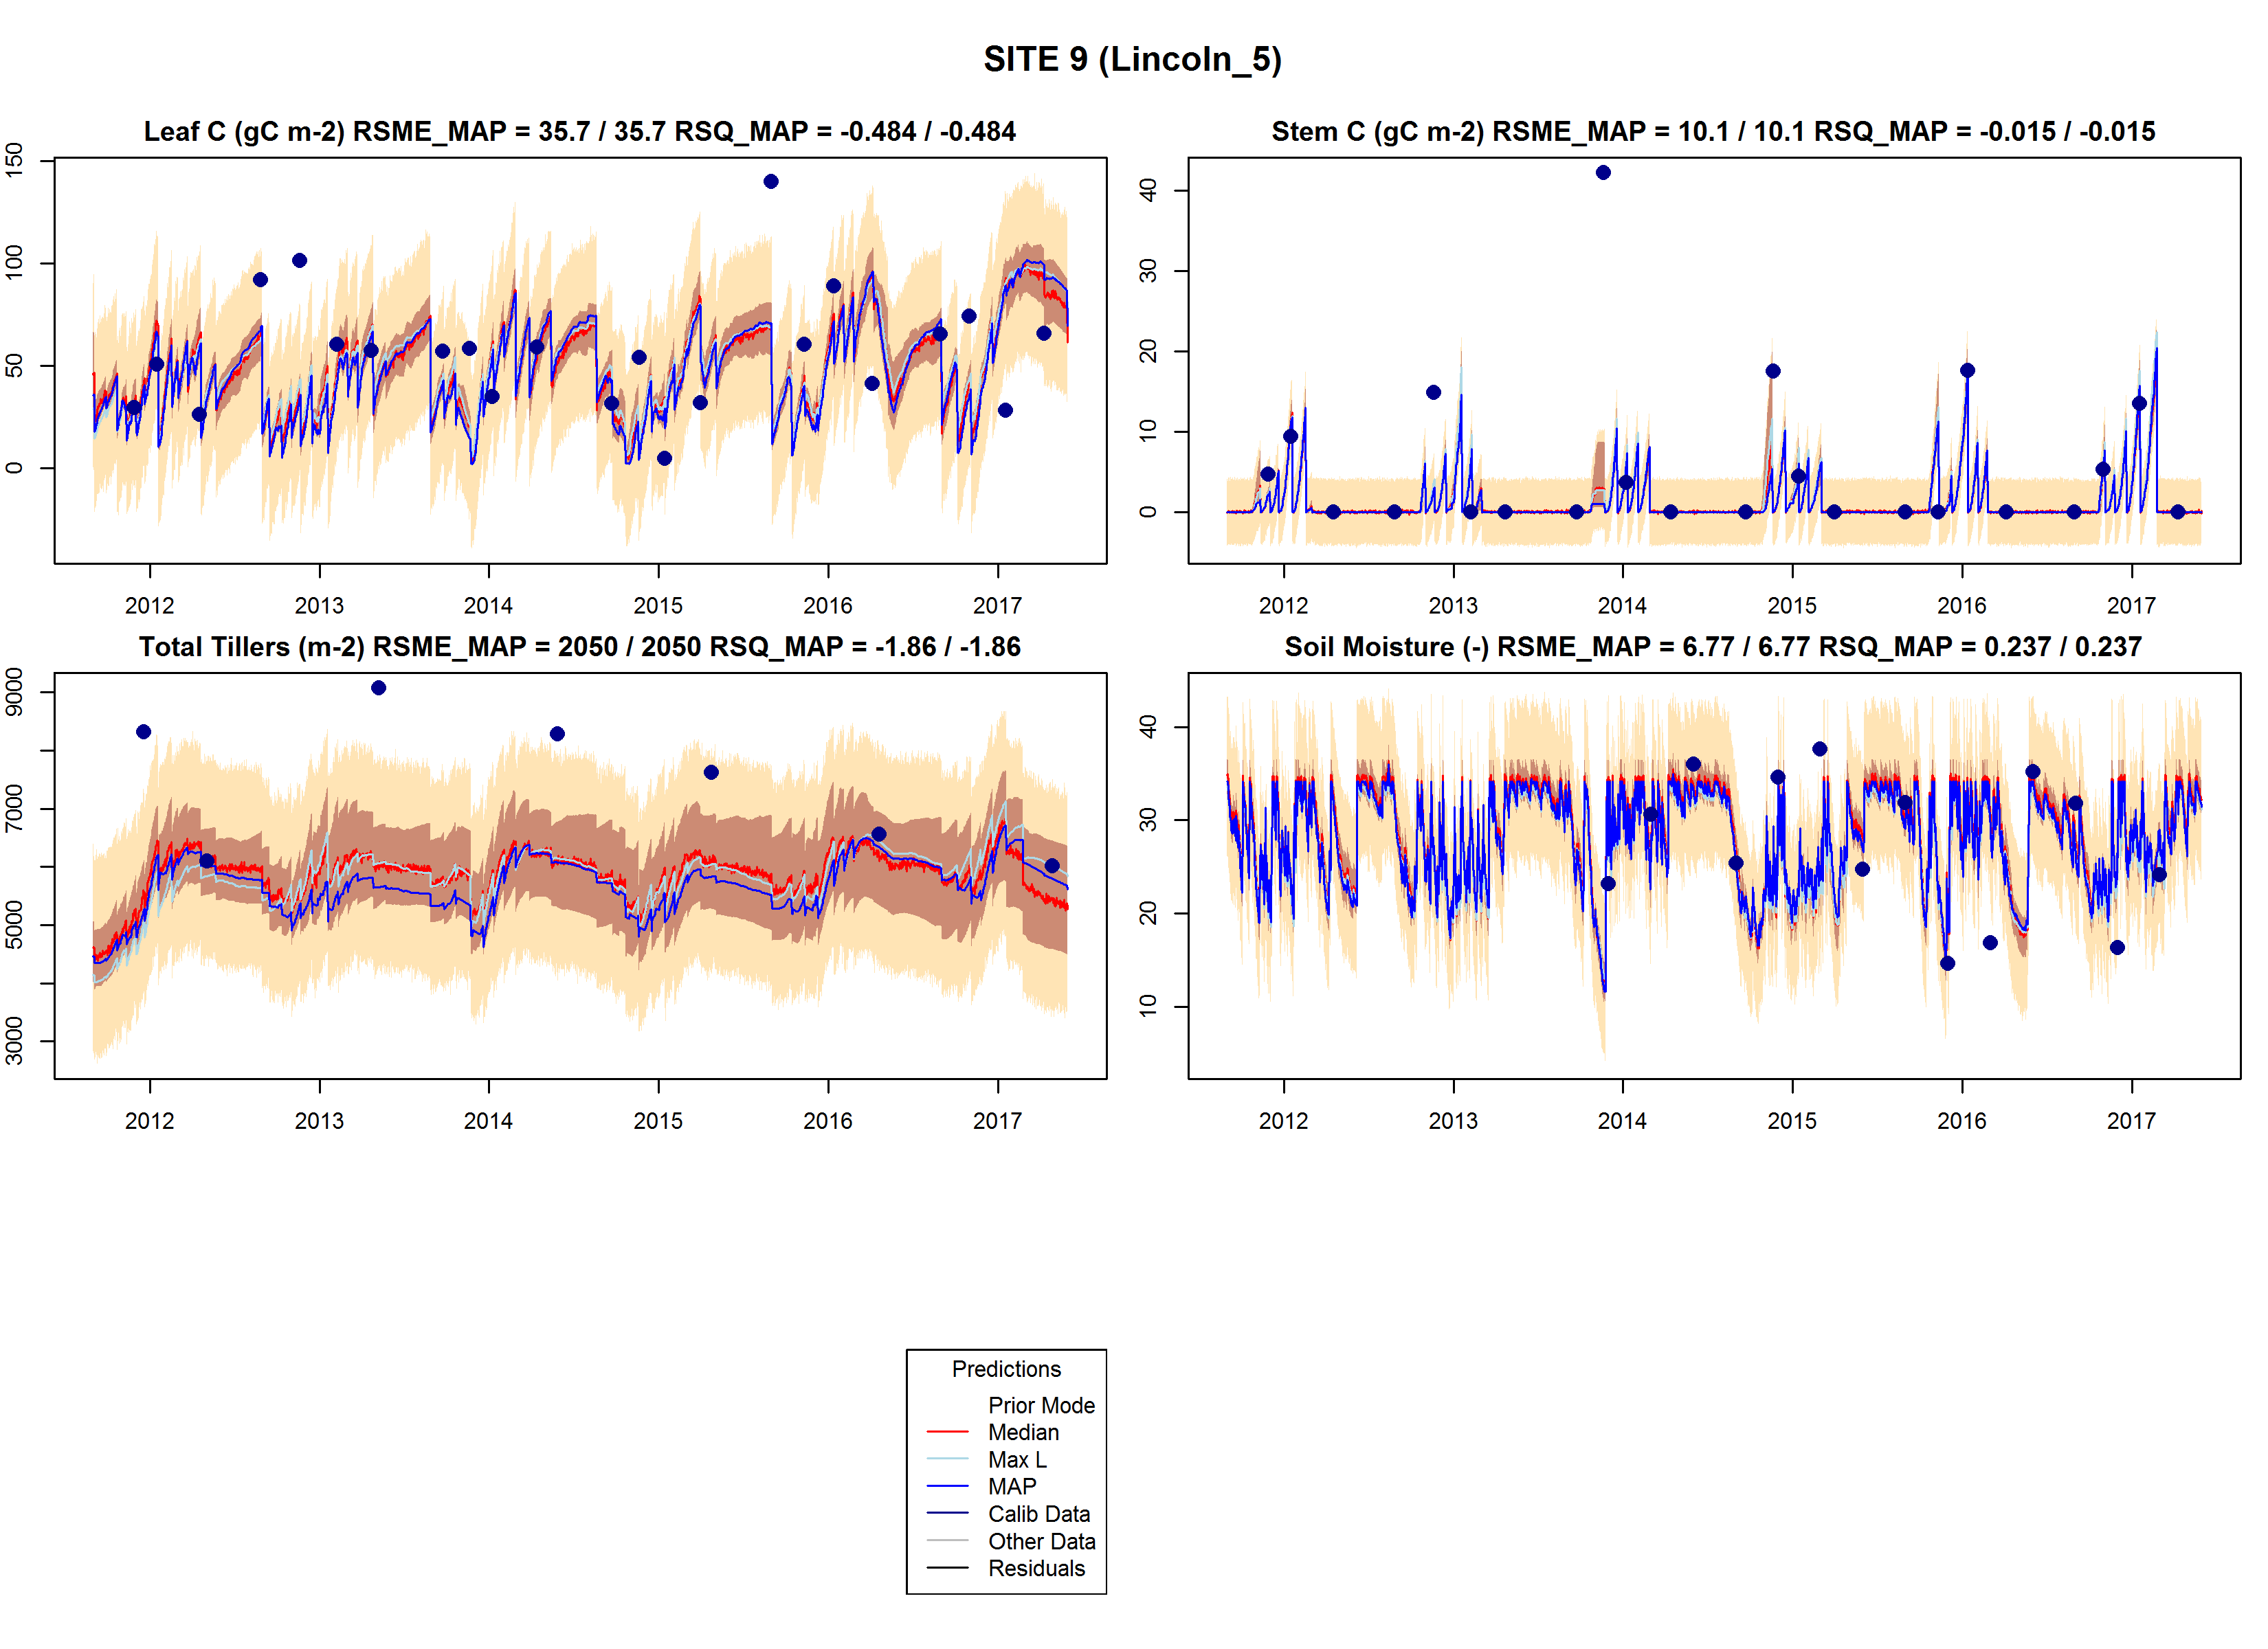 SITE 9 (Lincoln_5)
Leaf C (gC m-2) RSME_MAP = 35.7 / 35.7 RSQ_MAP = -0.484 / -0.484
150
100
50
0
2012 2013 2014 2015 2016 2017
Stem C (gC m-2) RSME_MAP = 10.1 / 10.1 RSQ_MAP = -0.015 / -0.015
40
30
20
10
0
2012 2013 2014 2015 2016 2017
Total Tillers (m-2) RSME_MAP = 2050 / 2050 RSQ_MAP = -1.86 / -1.86
9000
7000
5000
3000
2012 2013 2014 2015 2016 2017
Soil Moisture (-) RSME_MAP = 6.77 / 6.77 RSQ_MAP = 0.237 / 0.237
40
30
20
10
2012 2013 2014 2015 2016 2017
Predictions
Prior Mode
Median
Max L
MAP
Calib Data
Other Data
Residuals